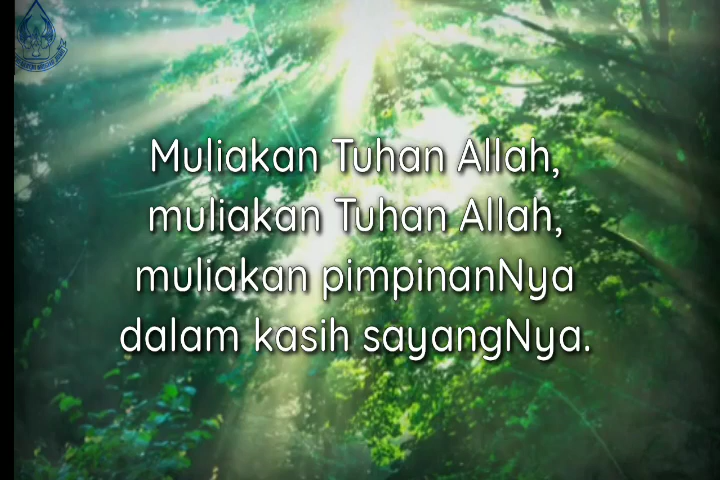 Muliakan Tuhan Allah,
muliakan Tuhan Allah,
muliakan pimpinanNya
dalam kasih sayangNya.